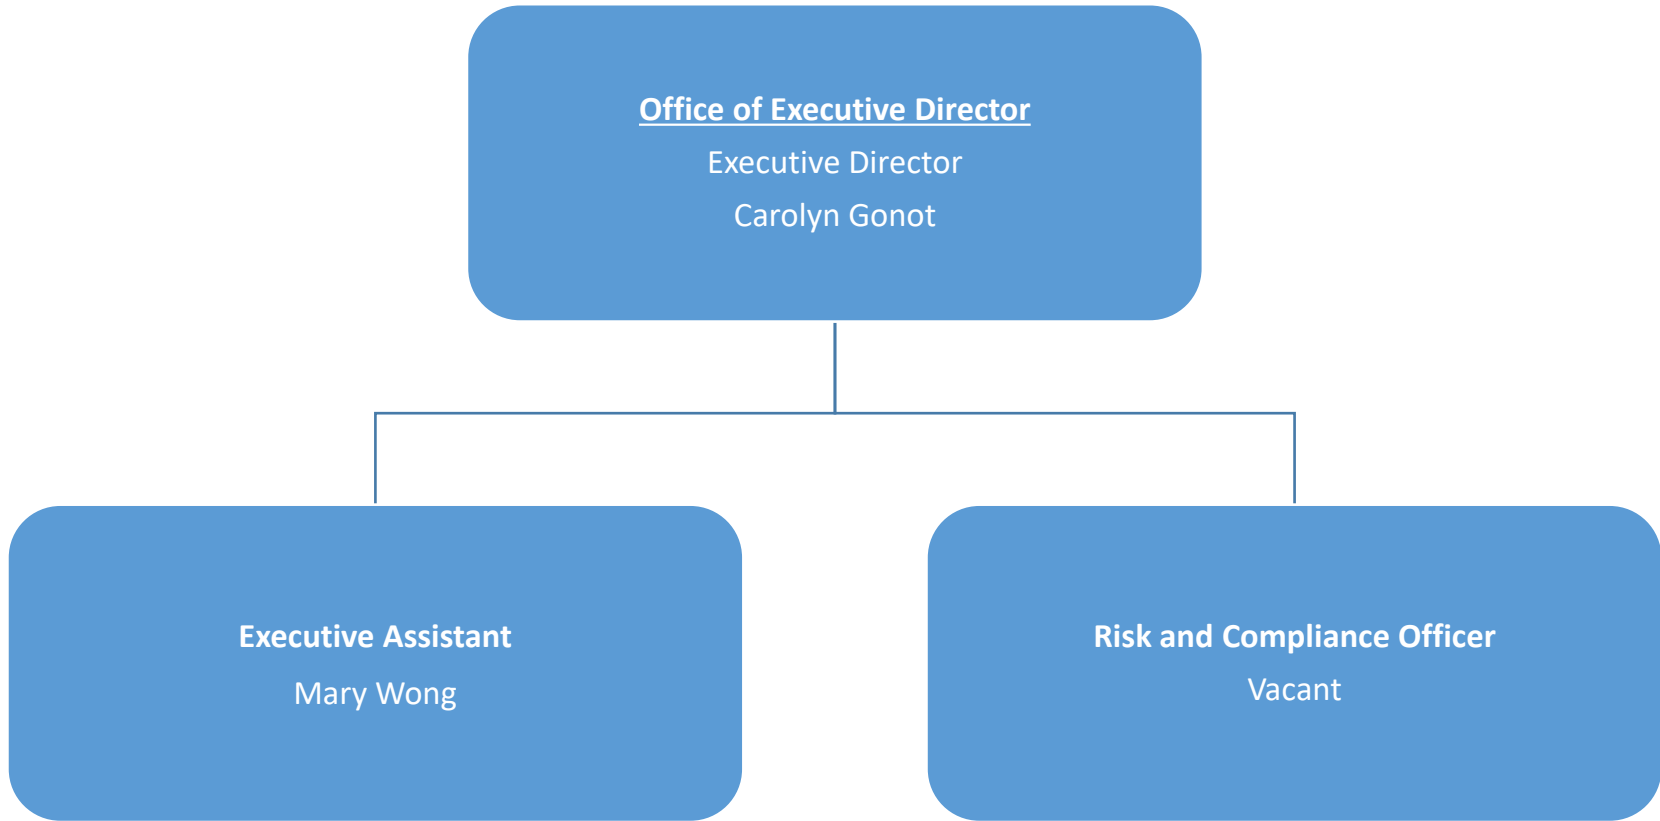 Office of Executive Director
Executive Director
Carolyn Gonot
Executive Assistant
Mary Wong
Risk and Compliance Officer
Vacant